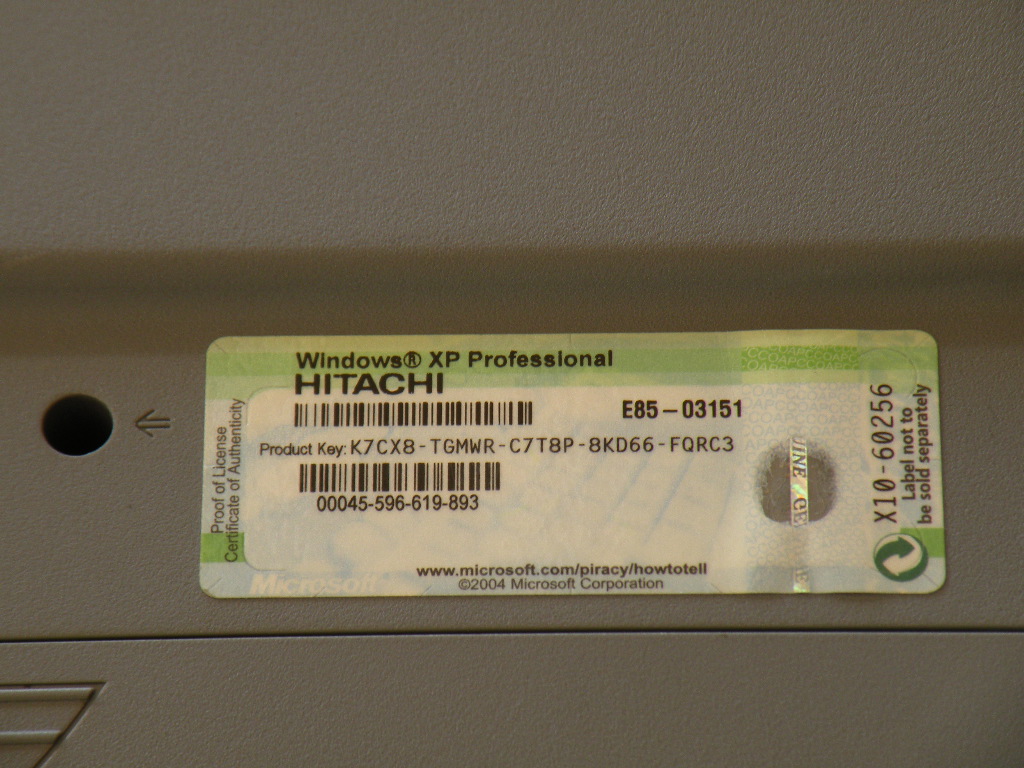 Windows® XP Professional
HITACHI
E85-03151
Product Key: K7CX8-TGMWR-C7T8P-8KD66-FQRC3
00045-596-619-893
www.microsoft.com/piracy/howtotell
©2004 Microsoft Corporation
Microsoft
Proof of License
Certificate of Authenticity
X10-60256
Label not to
be sold separately